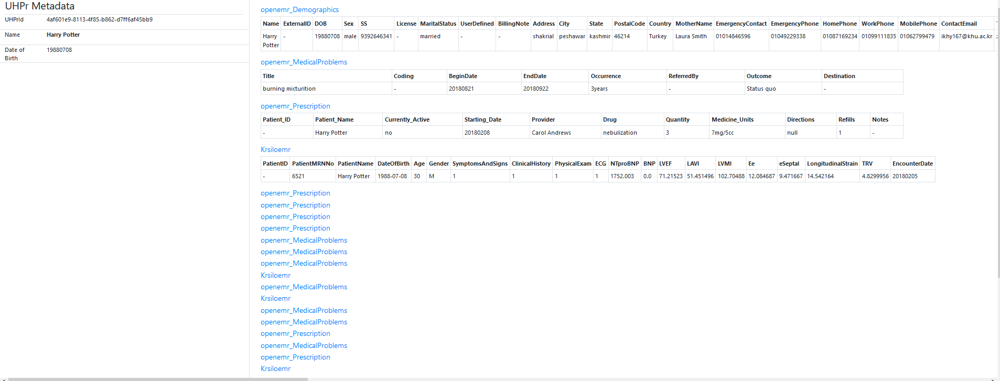 UHPr Metadata
UHPrId 4af601e9-8113-4f85-b862-d7ff6af45bb9
Name Harry Potter
Date of Birth 19880708
openemr_Demographics
Name ExternalID DOB Sex SS License MaritalStatus UserDefined BillingNote Address City State PostalCode Country MotherName EmergencyContact EmergencyPhone HomePhone WorkPhone MobilePhone ContactEmail
Harry Potter - 19880708 male 9392646341 - married - - shakrial peshawar kashmir 46214 Turkey Laura Smith 01014846596 01049229338 01087169234 01099111835 01062799479 ikhy167@khu.ac.kr
openemr_MedicalProblems
Title Coding BeginDate EndDate Occurrence ReferredBy Outcome Destination
burning micturition - 20180821 20180922 3years - Status quo -
openemr_Prescription
Patient_ID Patient_Name Currently_Active Starting_Date Provider Drug Quantity Medicine_Units Directions Refills Notes
- Harry Potter no 20180208 Carol Andrews nebulization 3 7mg/5cc null 1 -
Krsiloemr
PatientID PatientMRNNo PatientName DateOfBirth Age Gender SymptomsAndSigns ClinicalHistory PhysicalExam ECG NTproBNP BNP LVEF LAVI LVMI Ee eSeptal LongitudinalStrain TRV EncounterDate
- 6521 Harry Potter 1988-07-08 30 M 1 1 1 1 1752.003 0.0 71.21523 51.451496 102.70488 12.084687 9.471667 14.542164 4.8299956 20180205
openemr_Prescription
openemr_Prescription
openemr_Prescription
openemr_Prescription
openemr_MedicalProblems
openemr_MedicalProblems
openemr_MedicalProblems
Krsiloemr
openemr_MedicalProblems
Krsiloemr
openemr_MedicalProblems
openemr_MedicalProblems
openemr_Prescription
openemr_MedicalProblems
openemr_Prescription
Krsiloemr